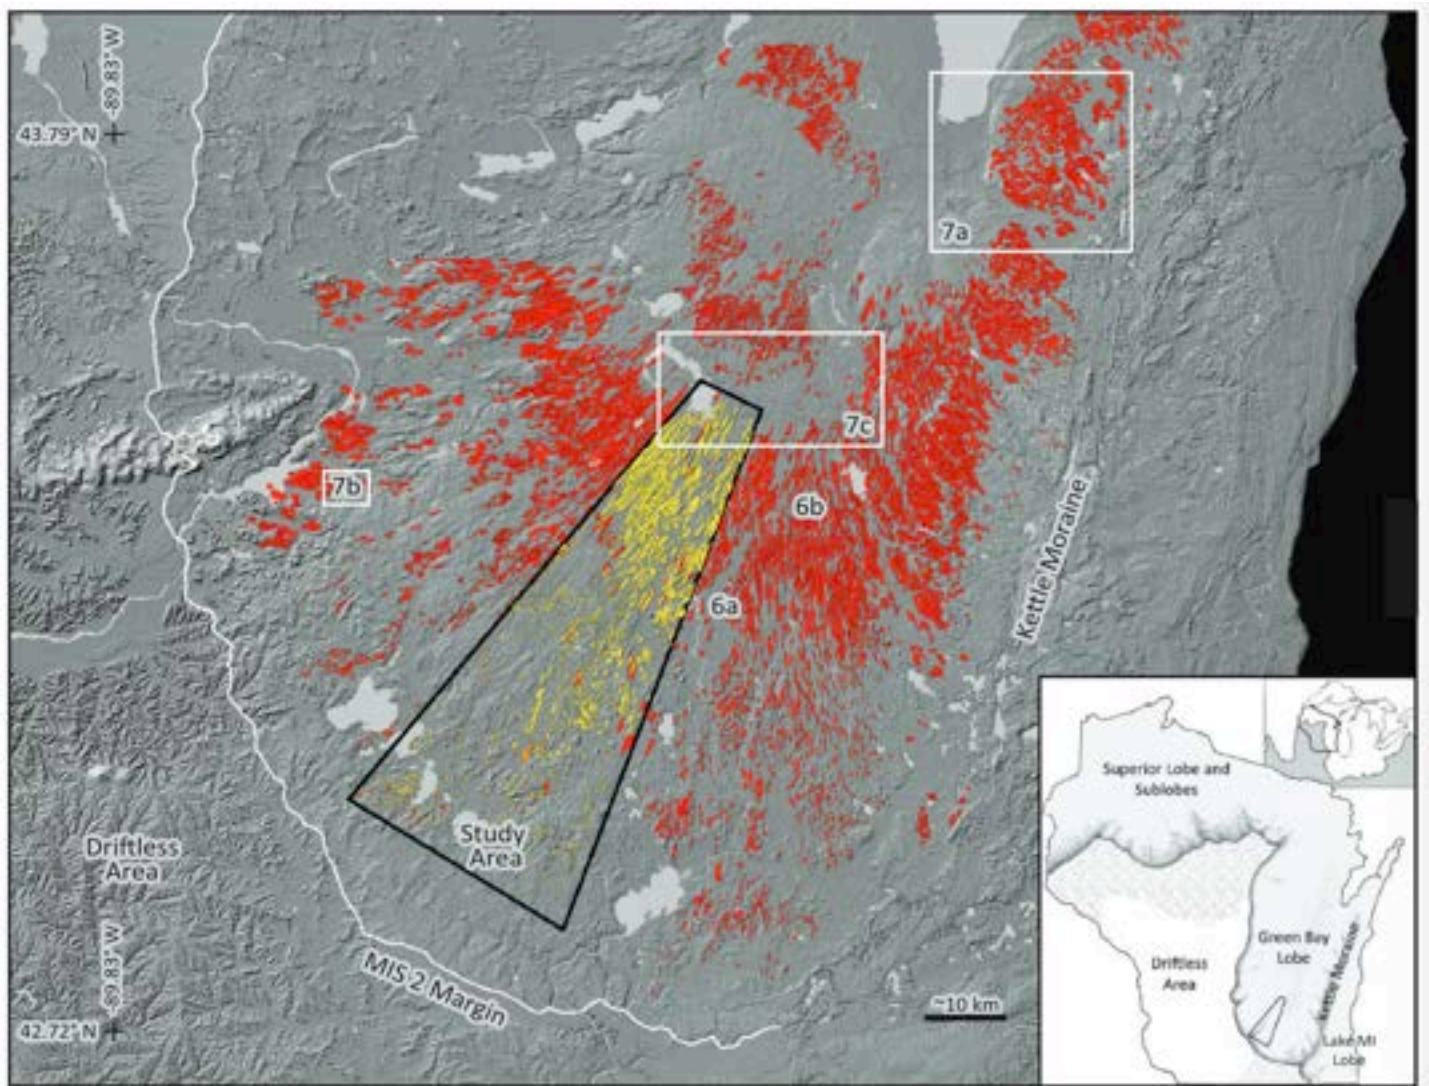 -89.83° W
43.79° N
7a
7c
7b
6b
6a
Kettle Moraine
Study
Area
Driftless
Area
MIS 2 Margin
-89.83° W
42.72° N
~10 km
Superior Lobe and
Sublobes
Green Bay
Lobe
Driftless
Area
Kettle Moraine
Lake MI
Lobe